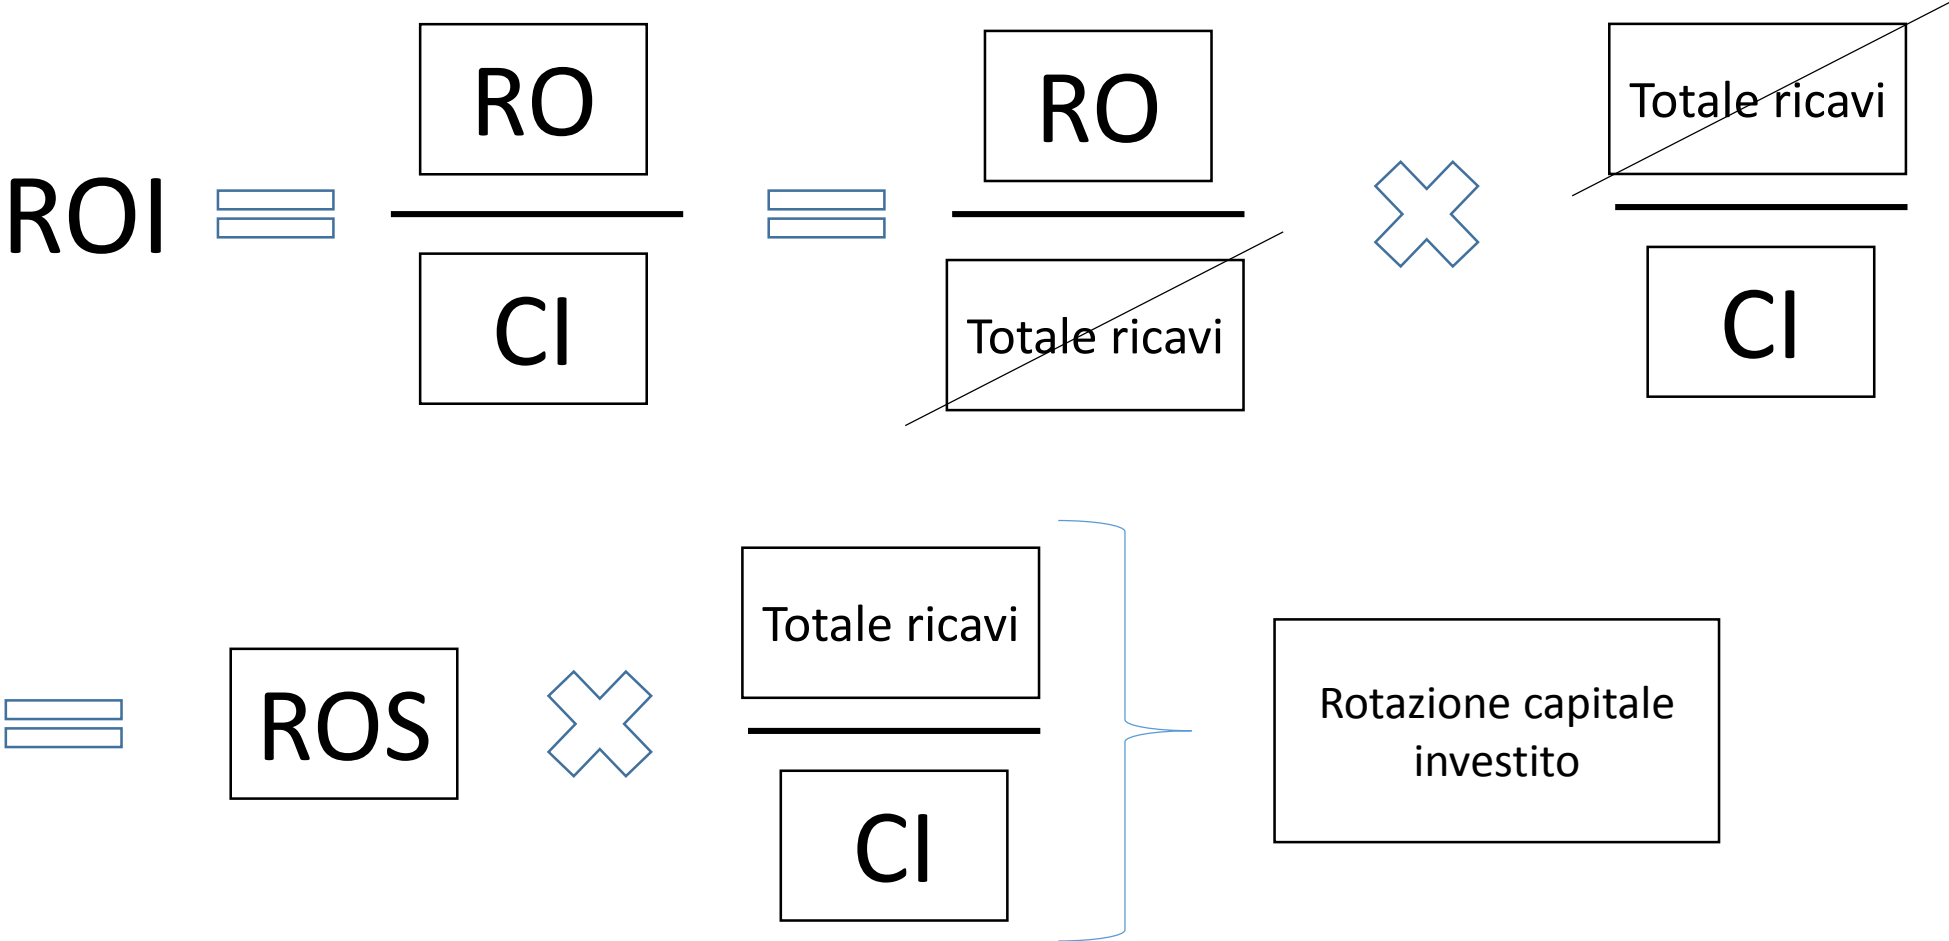 ROI
RO
CI
RO
Totale ricavi
Totale ricavi
CI
ROS
Totale ricavi
CI
Rotazione capitale
investito